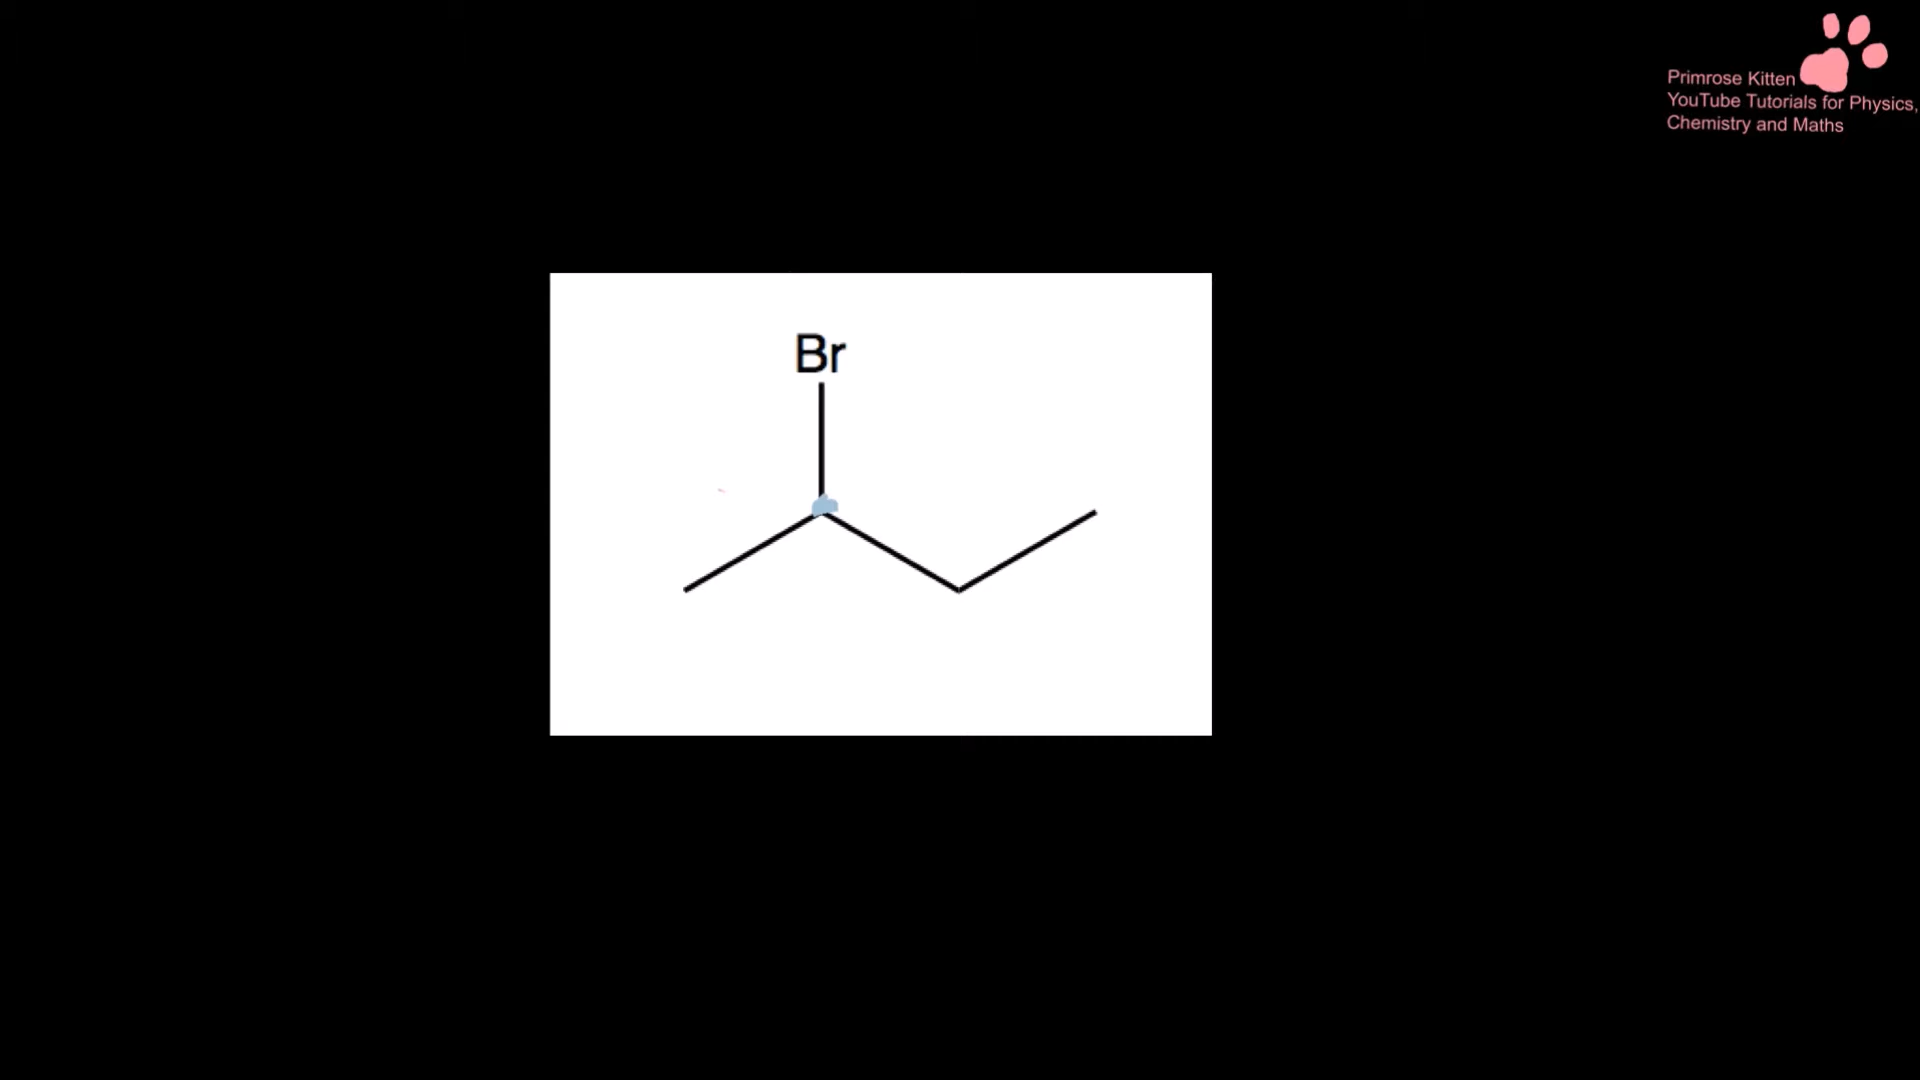 Primrose Kitten
YouTube Tutorials for Physics,
Chemistry and Maths
Br